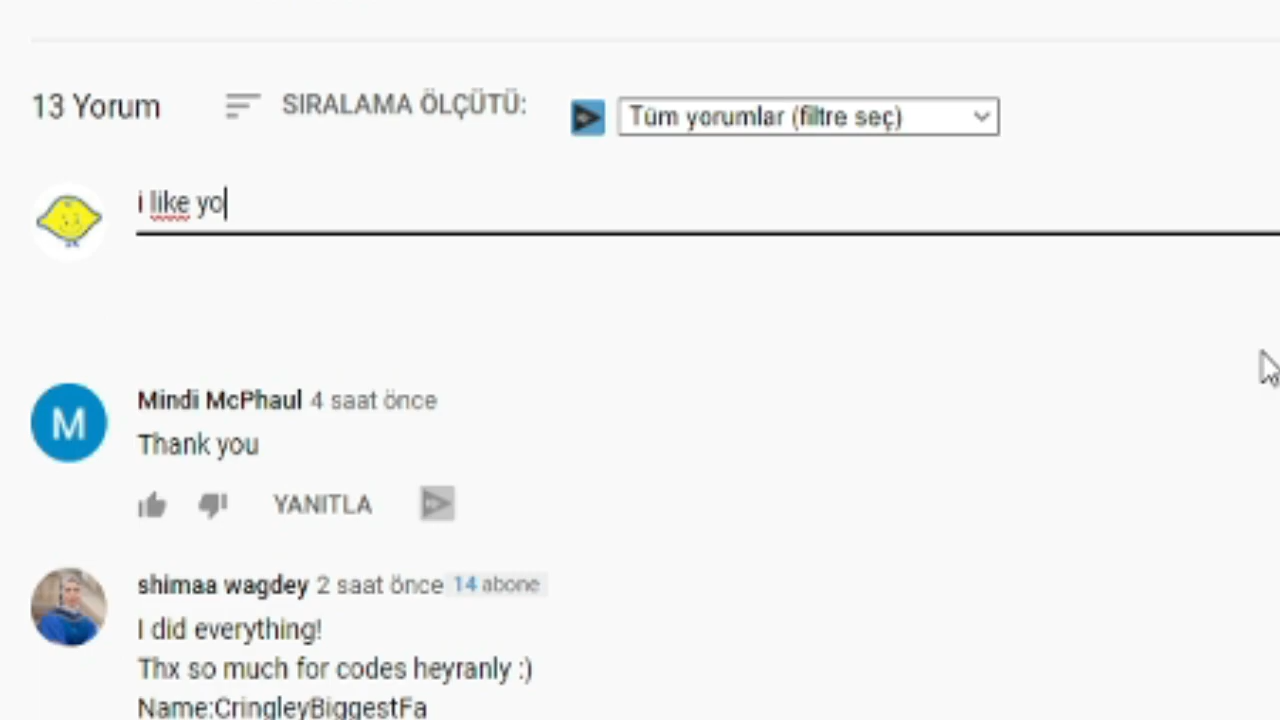 13 Yorum
SIRALAMA ÖLÇÜTÜ:
Tüm yorumlar (filtre seç)
i like yo
M
Mindi McPhaul 4 saat önce
Thank you
YANITLA
shimaa wagdey 2 saat önce 14 abone
I did everything!
Thx so much for codes heyranly :)
Name:CringleyBiggestFa